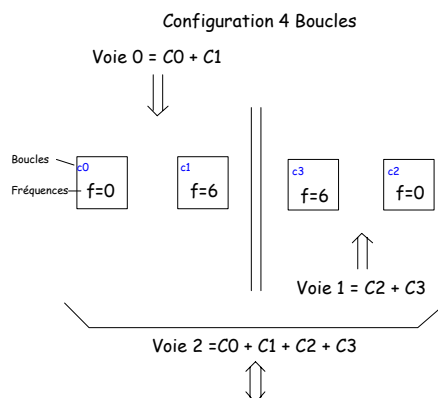 Configuration 4 Boucles
Voie 0 = C0 + C1
Boucles
c0
c1
c3
c2
Fréquences
f=0
f=6
f=6
f=0
Voie 1 = C2 + C3
Voie 2 =C0 + C1 + C2 + C3